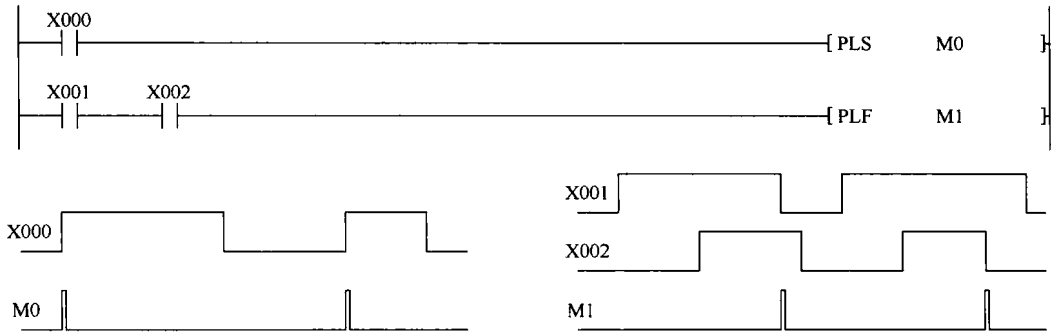 X000
[ PLS M0 ]
X001 X002
[ PLF M1 ]
X001
X000
X002
M0
M1